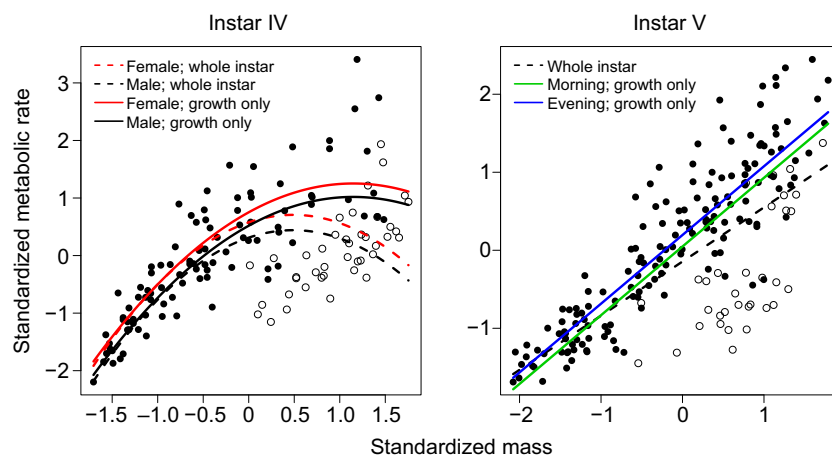 Instar IV
Instar V
Standardized metabolic rate
3
2
1
0
−1
−2
Female; whole instar
Male; whole instar
Female; growth only
Male; growth only
−1.5
−1.0
−0.5
0
0.5
1.0
1.5
2
1
0
−1
Whole instar
Morning; growth only
Evening; growth only
−2
−1
0
1
Standardized mass